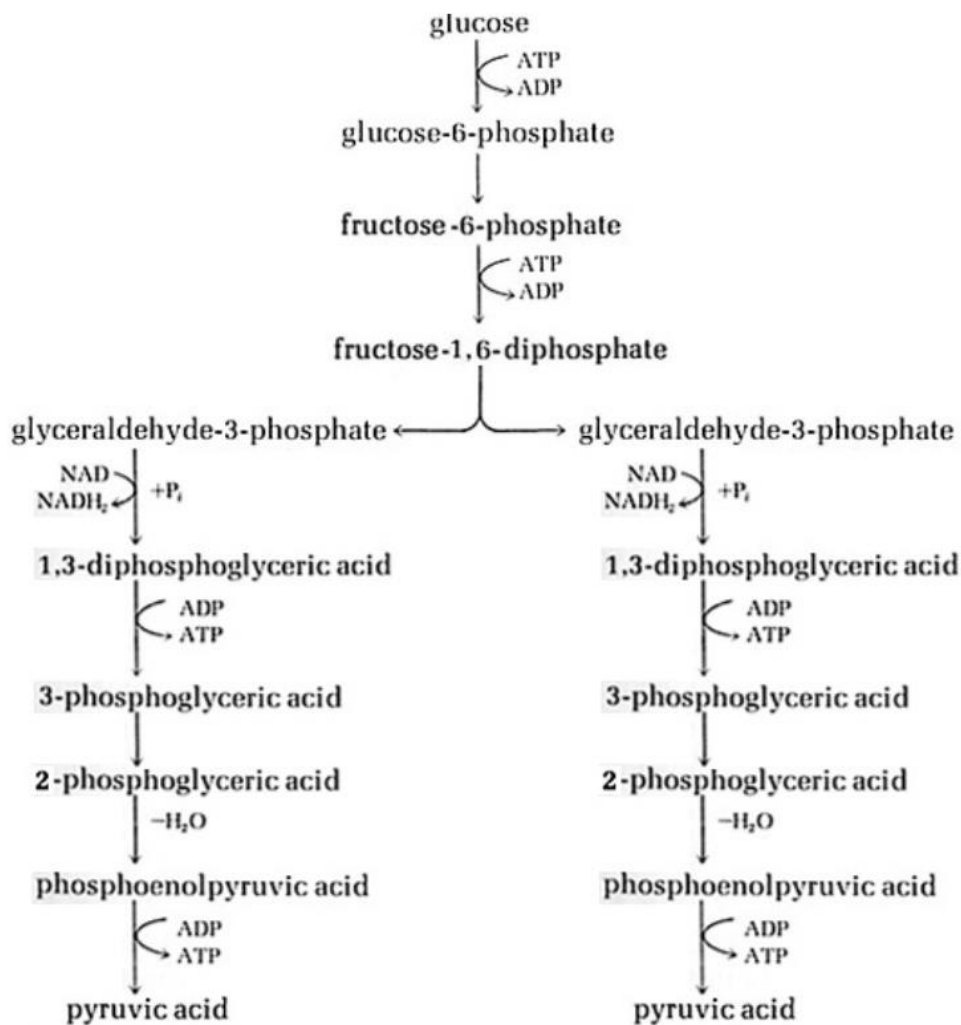 glucose
ATP
ADP
glucose-6-phosphate
fructose-6-phosphate
ATP
ADP
fructose-1,6-diphosphate
glyceraldehyde-3-phosphate
glyceraldehyde-3-phosphate
NAD
NADH₂
+Pᵢ
NAD
NADH₂
+Pᵢ
1,3-diphosphoglyceric acid
1,3-diphosphoglyceric acid
ADP
ATP
ADP
ATP
3-phosphoglyceric acid
3-phosphoglyceric acid
2-phosphoglyceric acid
2-phosphoglyceric acid
−H₂O
−H₂O
phosphoenolpyruvic acid
phosphoenolpyruvic acid
ADP
ATP
ADP
ATP
pyruvic acid
pyruvic acid